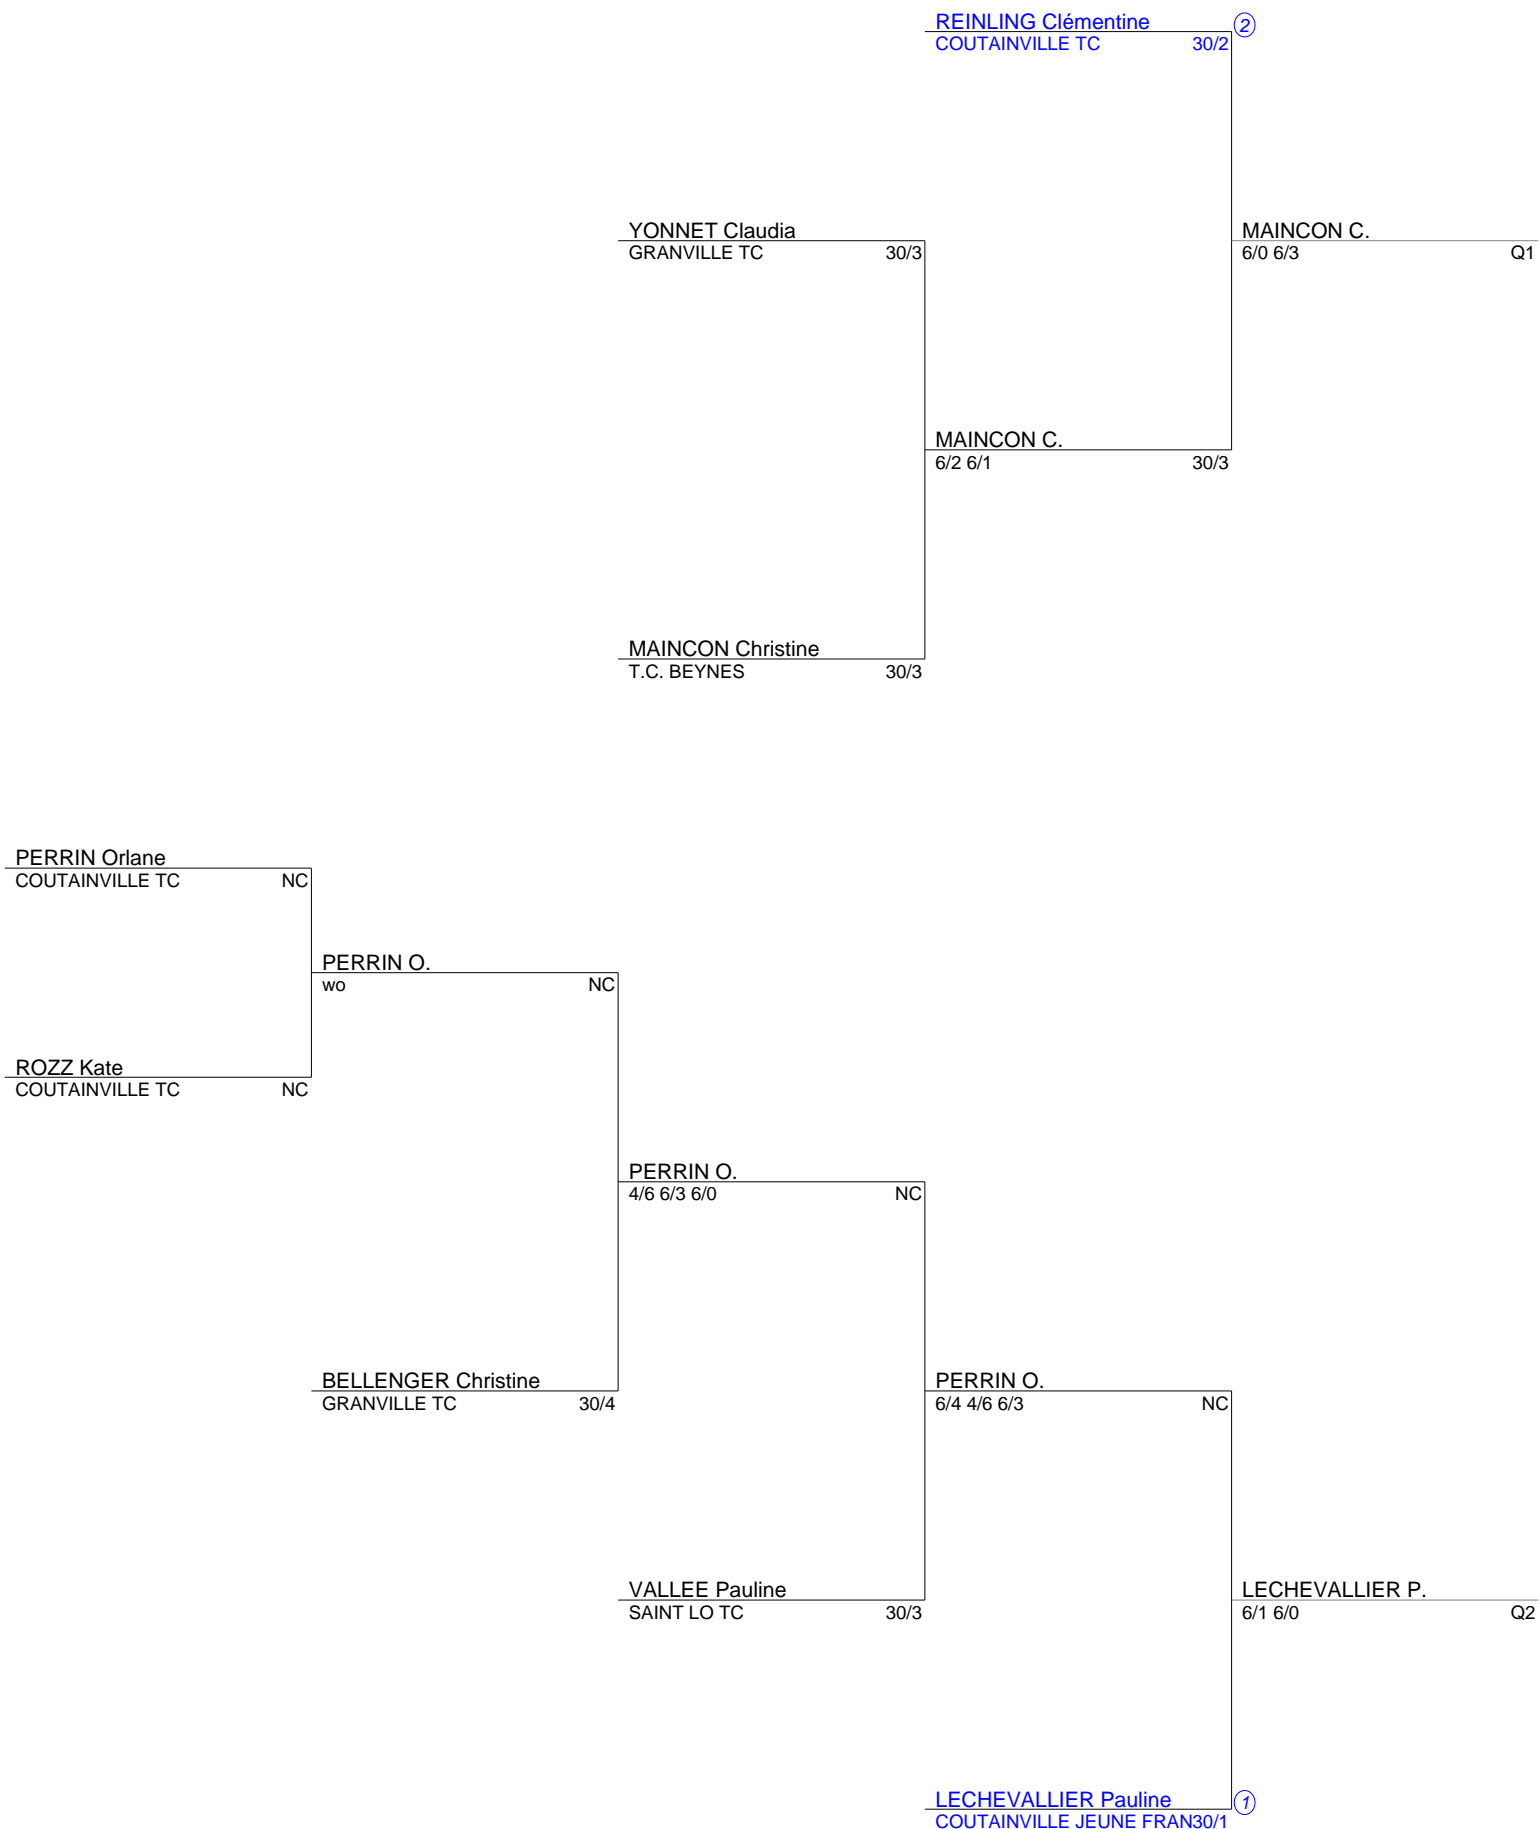 REINLING Clémentine 2
COUTAINVILLE TC 30/2
YONNET Claudia
GRANVILLE TC 30/3
MAINCON C.
6/0 6/3 Q1
MAINCON C.
6/2 6/1 30/3
MAINCON Christine
T.C. BEYNES 30/3
PERRIN Orlane
COUTAINVILLE TC NC
PERRIN O.
wo NC
ROZZ Kate
COUTAINVILLE TC NC
PERRIN O.
4/6 6/3 6/0 NC
BELLENGER Christine
GRANVILLE TC 30/4
PERRIN O.
6/4 4/6 6/3 NC
VALLEE Pauline
SAINT LO TC 30/3
LECHEVALLIER P.
6/1 6/0 Q2
LECHEVALLIER Pauline 1
COUTAINVILLE JEUNE FRAN30/1